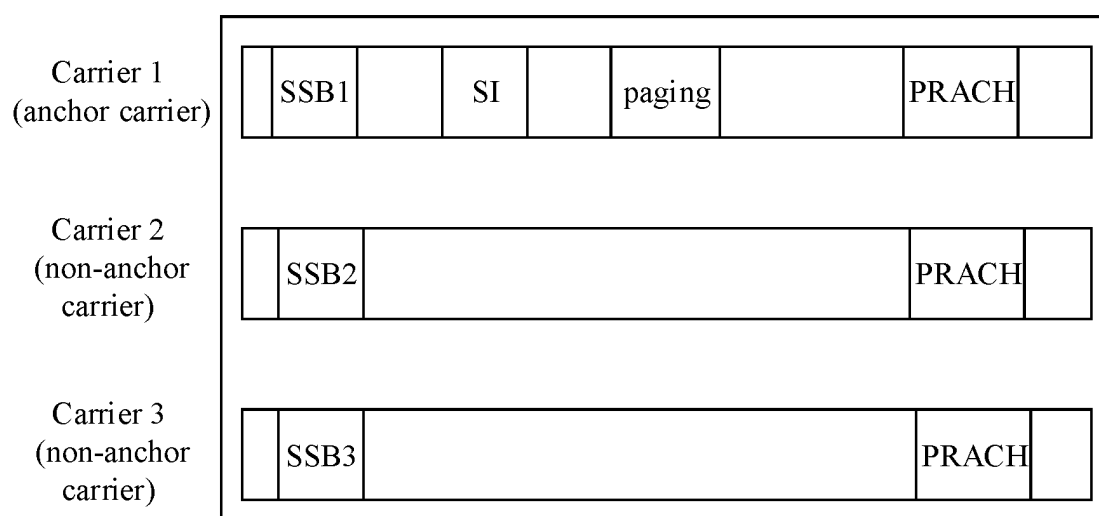 Carrier 1
(anchor carrier)
SSB1
SI
paging
PRACH
Carrier 2
(non-anchor
carrier)
SSB2
PRACH
Carrier 3
(non-anchor
carrier)
SSB3
PRACH